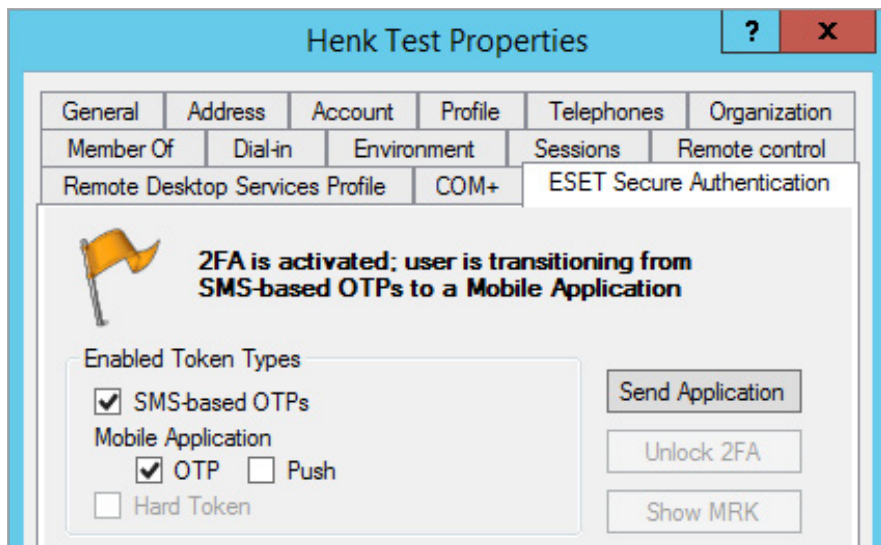 Henk Test Properties
? x
General Address Account Profile Telephones Organization
Member Of Dial-in Environment Sessions Remote control
Remote Desktop Services Profile COM+ ESET Secure Authentication
2FA is activated; user is transitioning from
SMS-based OTPs to a Mobile Application
Enabled Token Types
SMS-based OTPs
Send Application
Mobile Application
OTP Push
Unlock 2FA
Hard Token
Show MRK